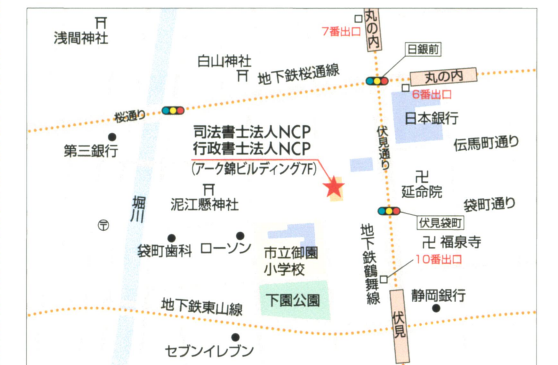 浅間神社
7番出口
丸の内
白山神社
地下鉄桜通線
日銀前
丸の内
6番出口
桜通り
日本銀行
第三銀行
司法書士法人NCP
行政書士法人NCP
(アーク錦ビルディング7F)
伏見通り
伝馬町通り
延命院
堀川
泥江縣神社
袋町通り
伏見袋町
袋町歯科
ローソン
市立御園
小学校
地下鉄鶴舞線
福泉寺
10番出口
下園公園
静岡銀行
地下鉄東山線
伏見
セブンイレブン